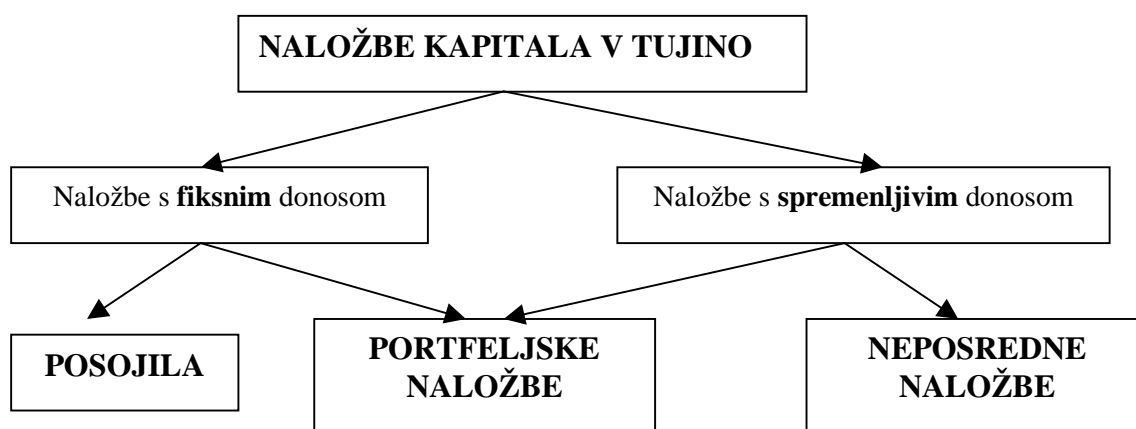 NALOŽBE KAPITALA V TUJINO
Naložbe s fiksnim donosom
Naložbe s spremenljivim donosom
POSOJILA
PORTFELJSKE
NALOŽBE
NEPOSREDNE
NALOŽBE